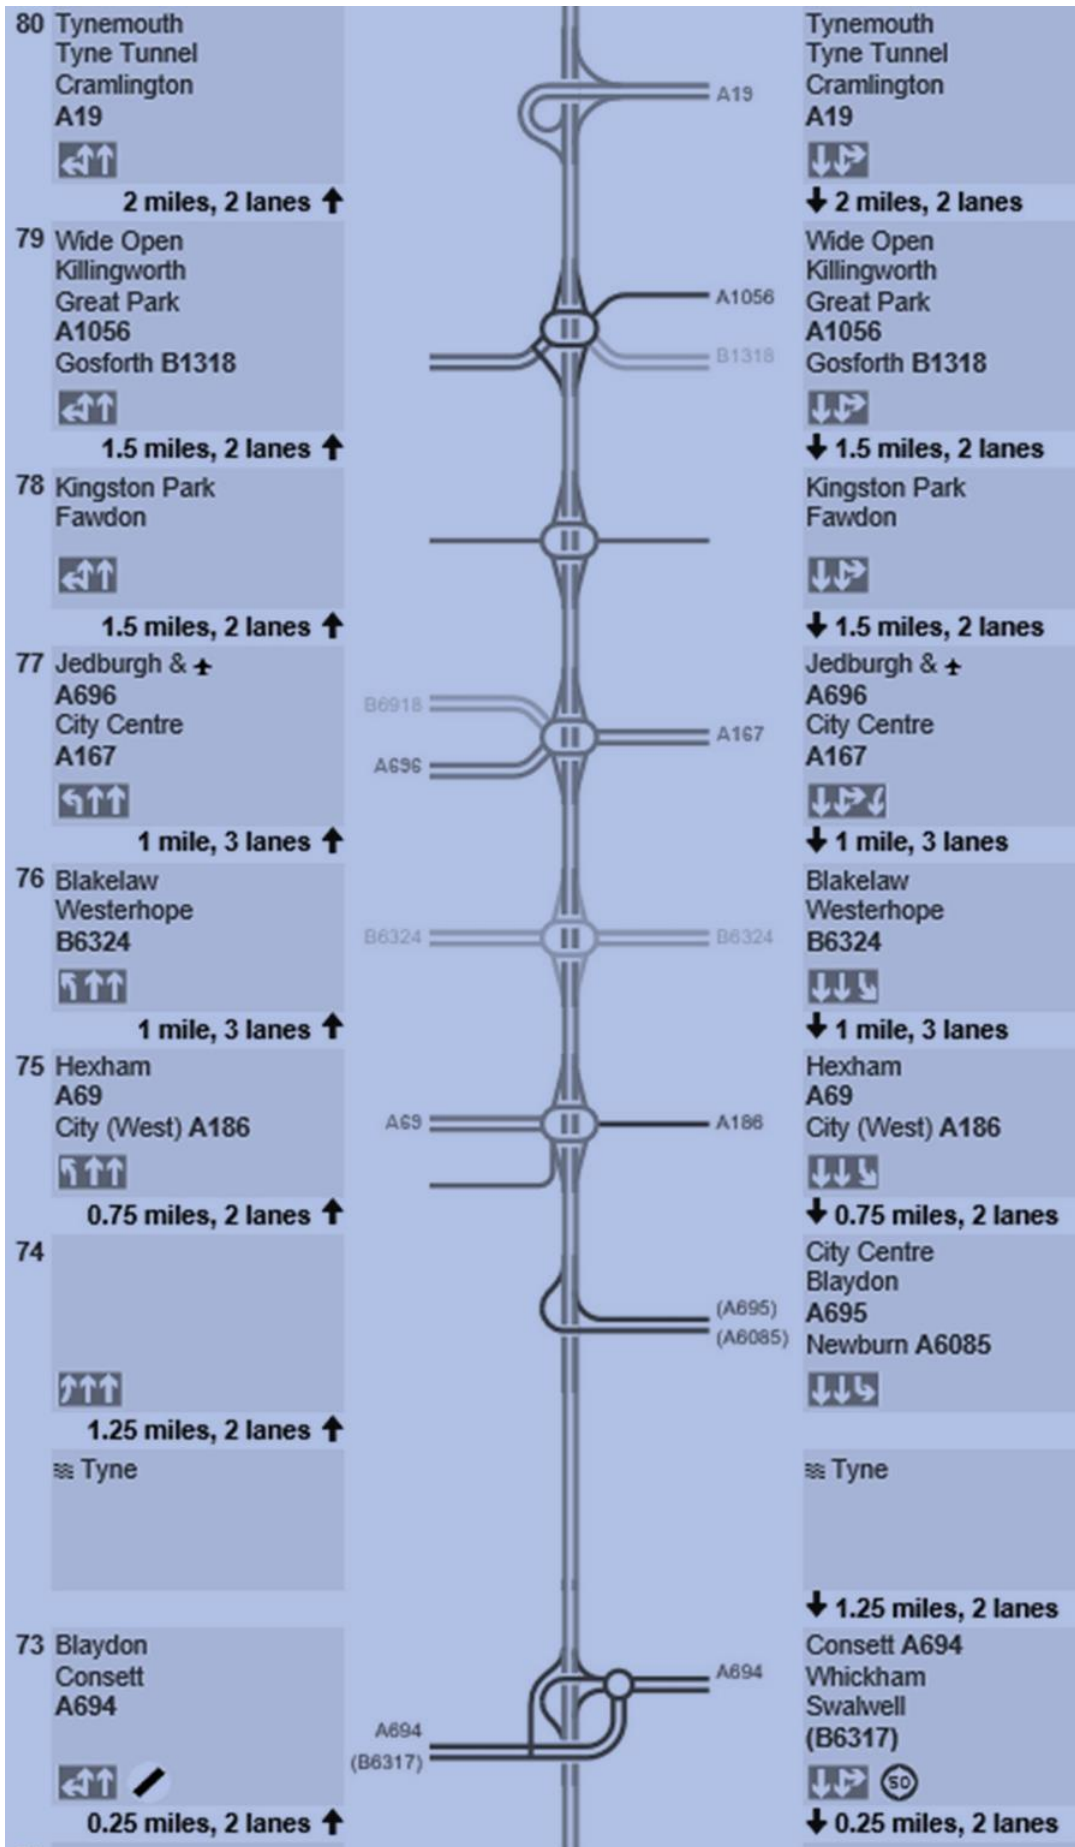 80 Tynemouth
Tyne Tunnel
Cramlington
A19
2 miles, 2 lanes ↑
A19
Tynemouth
Tyne Tunnel
Cramlington
A19
↓ 2 miles, 2 lanes
79 Wide Open
Killingworth
Great Park
A1056
Gosforth B1318
1.5 miles, 2 lanes ↑
A1056
B1318
Wide Open
Killingworth
Great Park
A1056
Gosforth B1318
↓ 1.5 miles, 2 lanes
78 Kingston Park
Fawdon
1.5 miles, 2 lanes ↑
Kingston Park
Fawdon
↓ 1.5 miles, 2 lanes
77 Jedburgh & ✈
A696
City Centre
A167
1 mile, 3 lanes ↑
B6918
A696
A167
Jedburgh & ✈
A696
City Centre
A167
↓ 1 mile, 3 lanes
76 Blakelaw
Westerhope
B6324
1 mile, 3 lanes ↑
B6324
B6324
Blakelaw
Westerhope
B6324
↓ 1 mile, 3 lanes
75 Hexham
A69
City (West) A186
0.75 miles, 2 lanes ↑
A69
A186
Hexham
A69
City (West) A186
↓ 0.75 miles, 2 lanes
74
1.25 miles, 2 lanes ↑
(A695)
(A6085)
City Centre
Blaydon
A695
Newburn A6085
Tyne
Tyne
↓ 1.25 miles, 2 lanes
73 Blaydon
Consett
A694
0.25 miles, 2 lanes ↑
A694
A694
(B6317)
Consett A694
Whickham
Swalwell
(B6317)
50
↓ 0.25 miles, 2 lanes